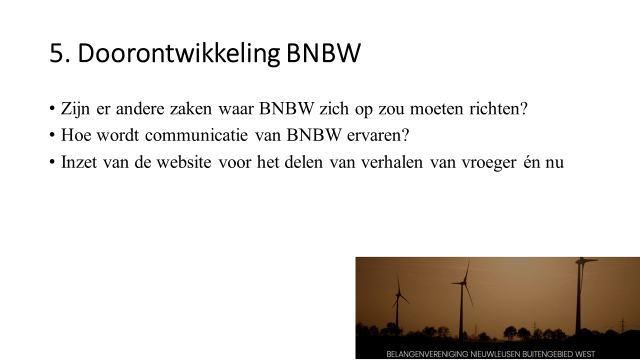 5. Doorontwikkeling BNBW
• Zijn er andere zaken waar BNBW zich op zou moeten richten?
• Hoe wordt communicatie van BNBW ervaren?
• Inzet van de website voor het delen van verhalen van vroeger én nu
BELANGENVERENIGING NIEUWLEUSEN BUITENGEBIED WEST